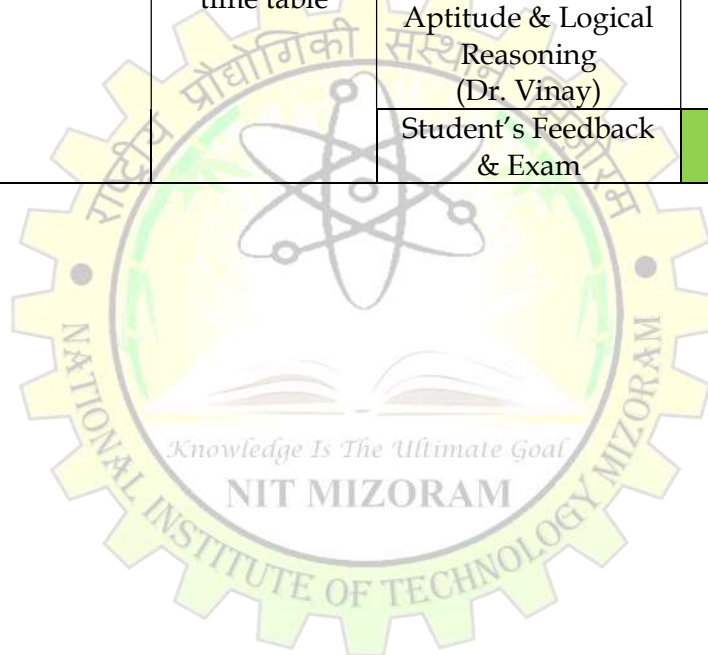 time table
Aptitude & Logical
Reasoning
(Dr. Vinay)
Student's Feedback
& Exam
राष्ट्रीय प्रौद्योगिकी संस्थान मिज़ोरम
Knowledge Is The Ultimate Goal
NIT MIZORAM
NATIONAL INSTITUTE OF TECHNOLOGY MIZORAM